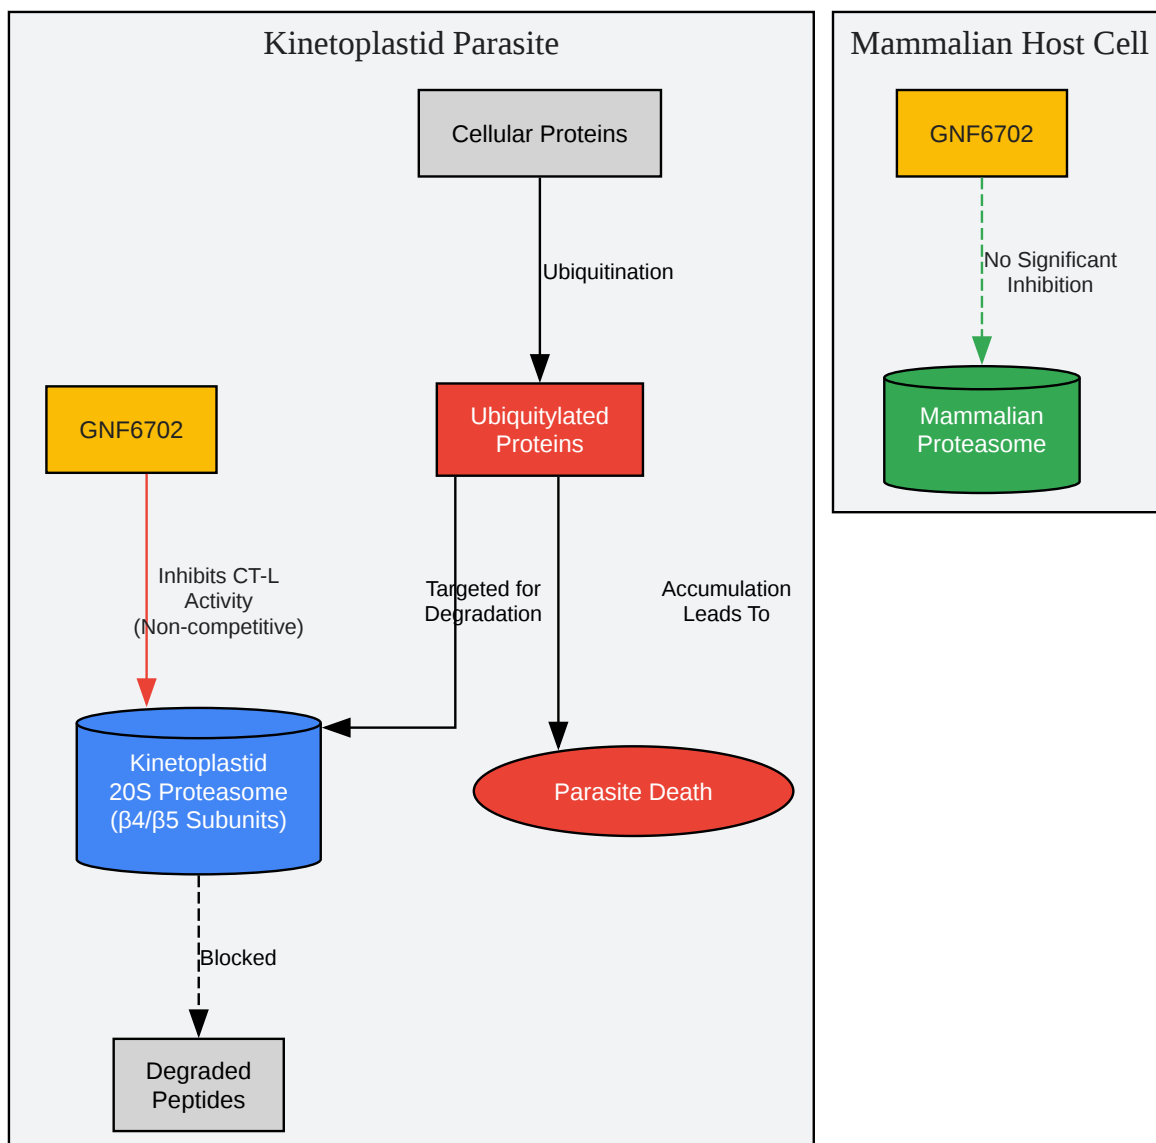 Kinetoplastid Parasite
Cellular Proteins
Ubiquitination
GNF6702
Ubiquitylated
Proteins
Inhibits CT-L
Activity
(Non-competitive)
Targeted for
Degradation
Accumulation
Leads To
Kinetoplastid
20S Proteasome
(β4/β5 Subunits)
Parasite Death
Blocked
Degraded
Peptides
Mammalian Host Cell
GNF6702
No Significant
Inhibition
Mammalian
Proteasome